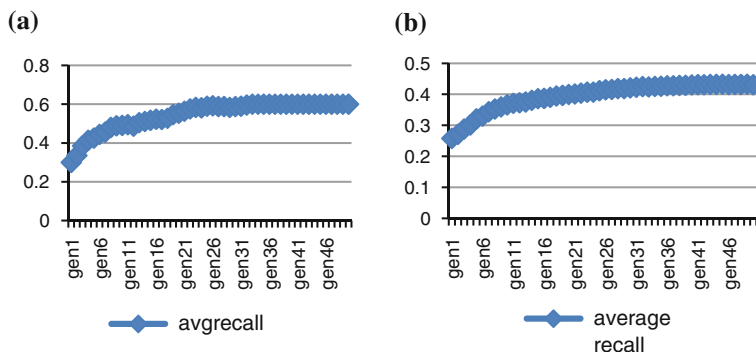 (a)
0.8
0.6
0.4
0.2
0
gen1
gen6
gen11
gen16
gen21
gen26
gen31
gen36
gen41
gen46
avgrecall
(b)
0.5
0.4
0.3
0.2
0.1
0
gen1
gen6
gen11
gen16
gen21
gen26
gen31
gen36
gen41
gen46
average
recall